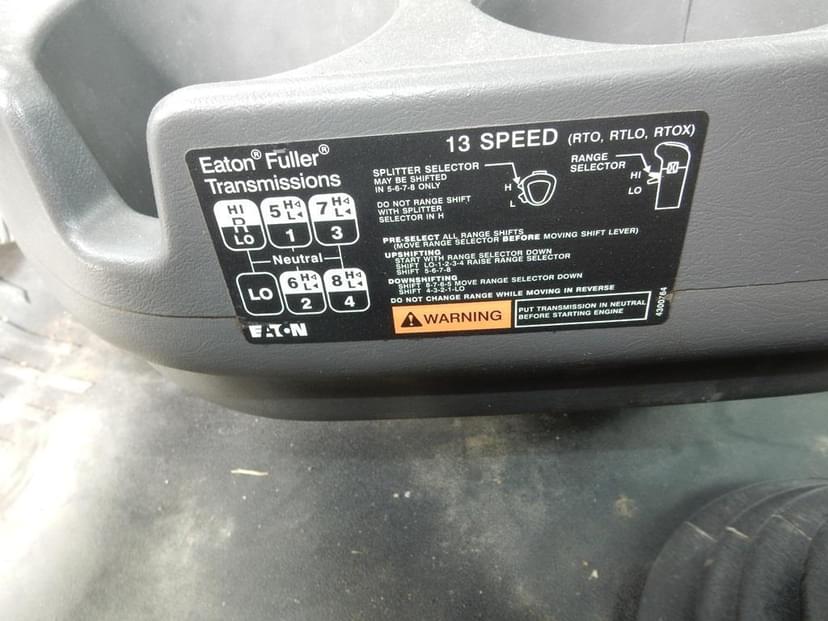 Eaton® Fuller®
Transmissions
13 SPEED (RTO, RTLO, RTOX)
HI
R
LO
5 H◁
L◀
1
7 H◁
L◀
3
Neutral
LO
6 H◁
L◀
2
8 H◁
L◀
4
EATON
SPLITTER SELECTOR
MAY BE SHIFTED
IN 5-6-7-8 ONLY
H
L
RANGE
SELECTOR
HI
LO
DO NOT RANGE SHIFT
WITH SPLITTER
SELECTOR IN H
PRE-SELECT ALL RANGE SHIFTS
(MOVE RANGE SELECTOR BEFORE MOVING SHIFT LEVER)
UPSHIFTING
START WITH RANGE SELECTOR DOWN
SHIFT LO-1-2-3-4 RAISE RANGE SELECTOR
SHIFT 5-6-7-8
DOWNSHIFTING
SHIFT 8-7-6-5 MOVE RANGE SELECTOR DOWN
SHIFT 4-3-2-1-LO
DO NOT CHANGE RANGE WHILE MOVING IN REVERSE
WARNING
PUT TRANSMISSION IN NEUTRAL
BEFORE STARTING ENGINE
4300764